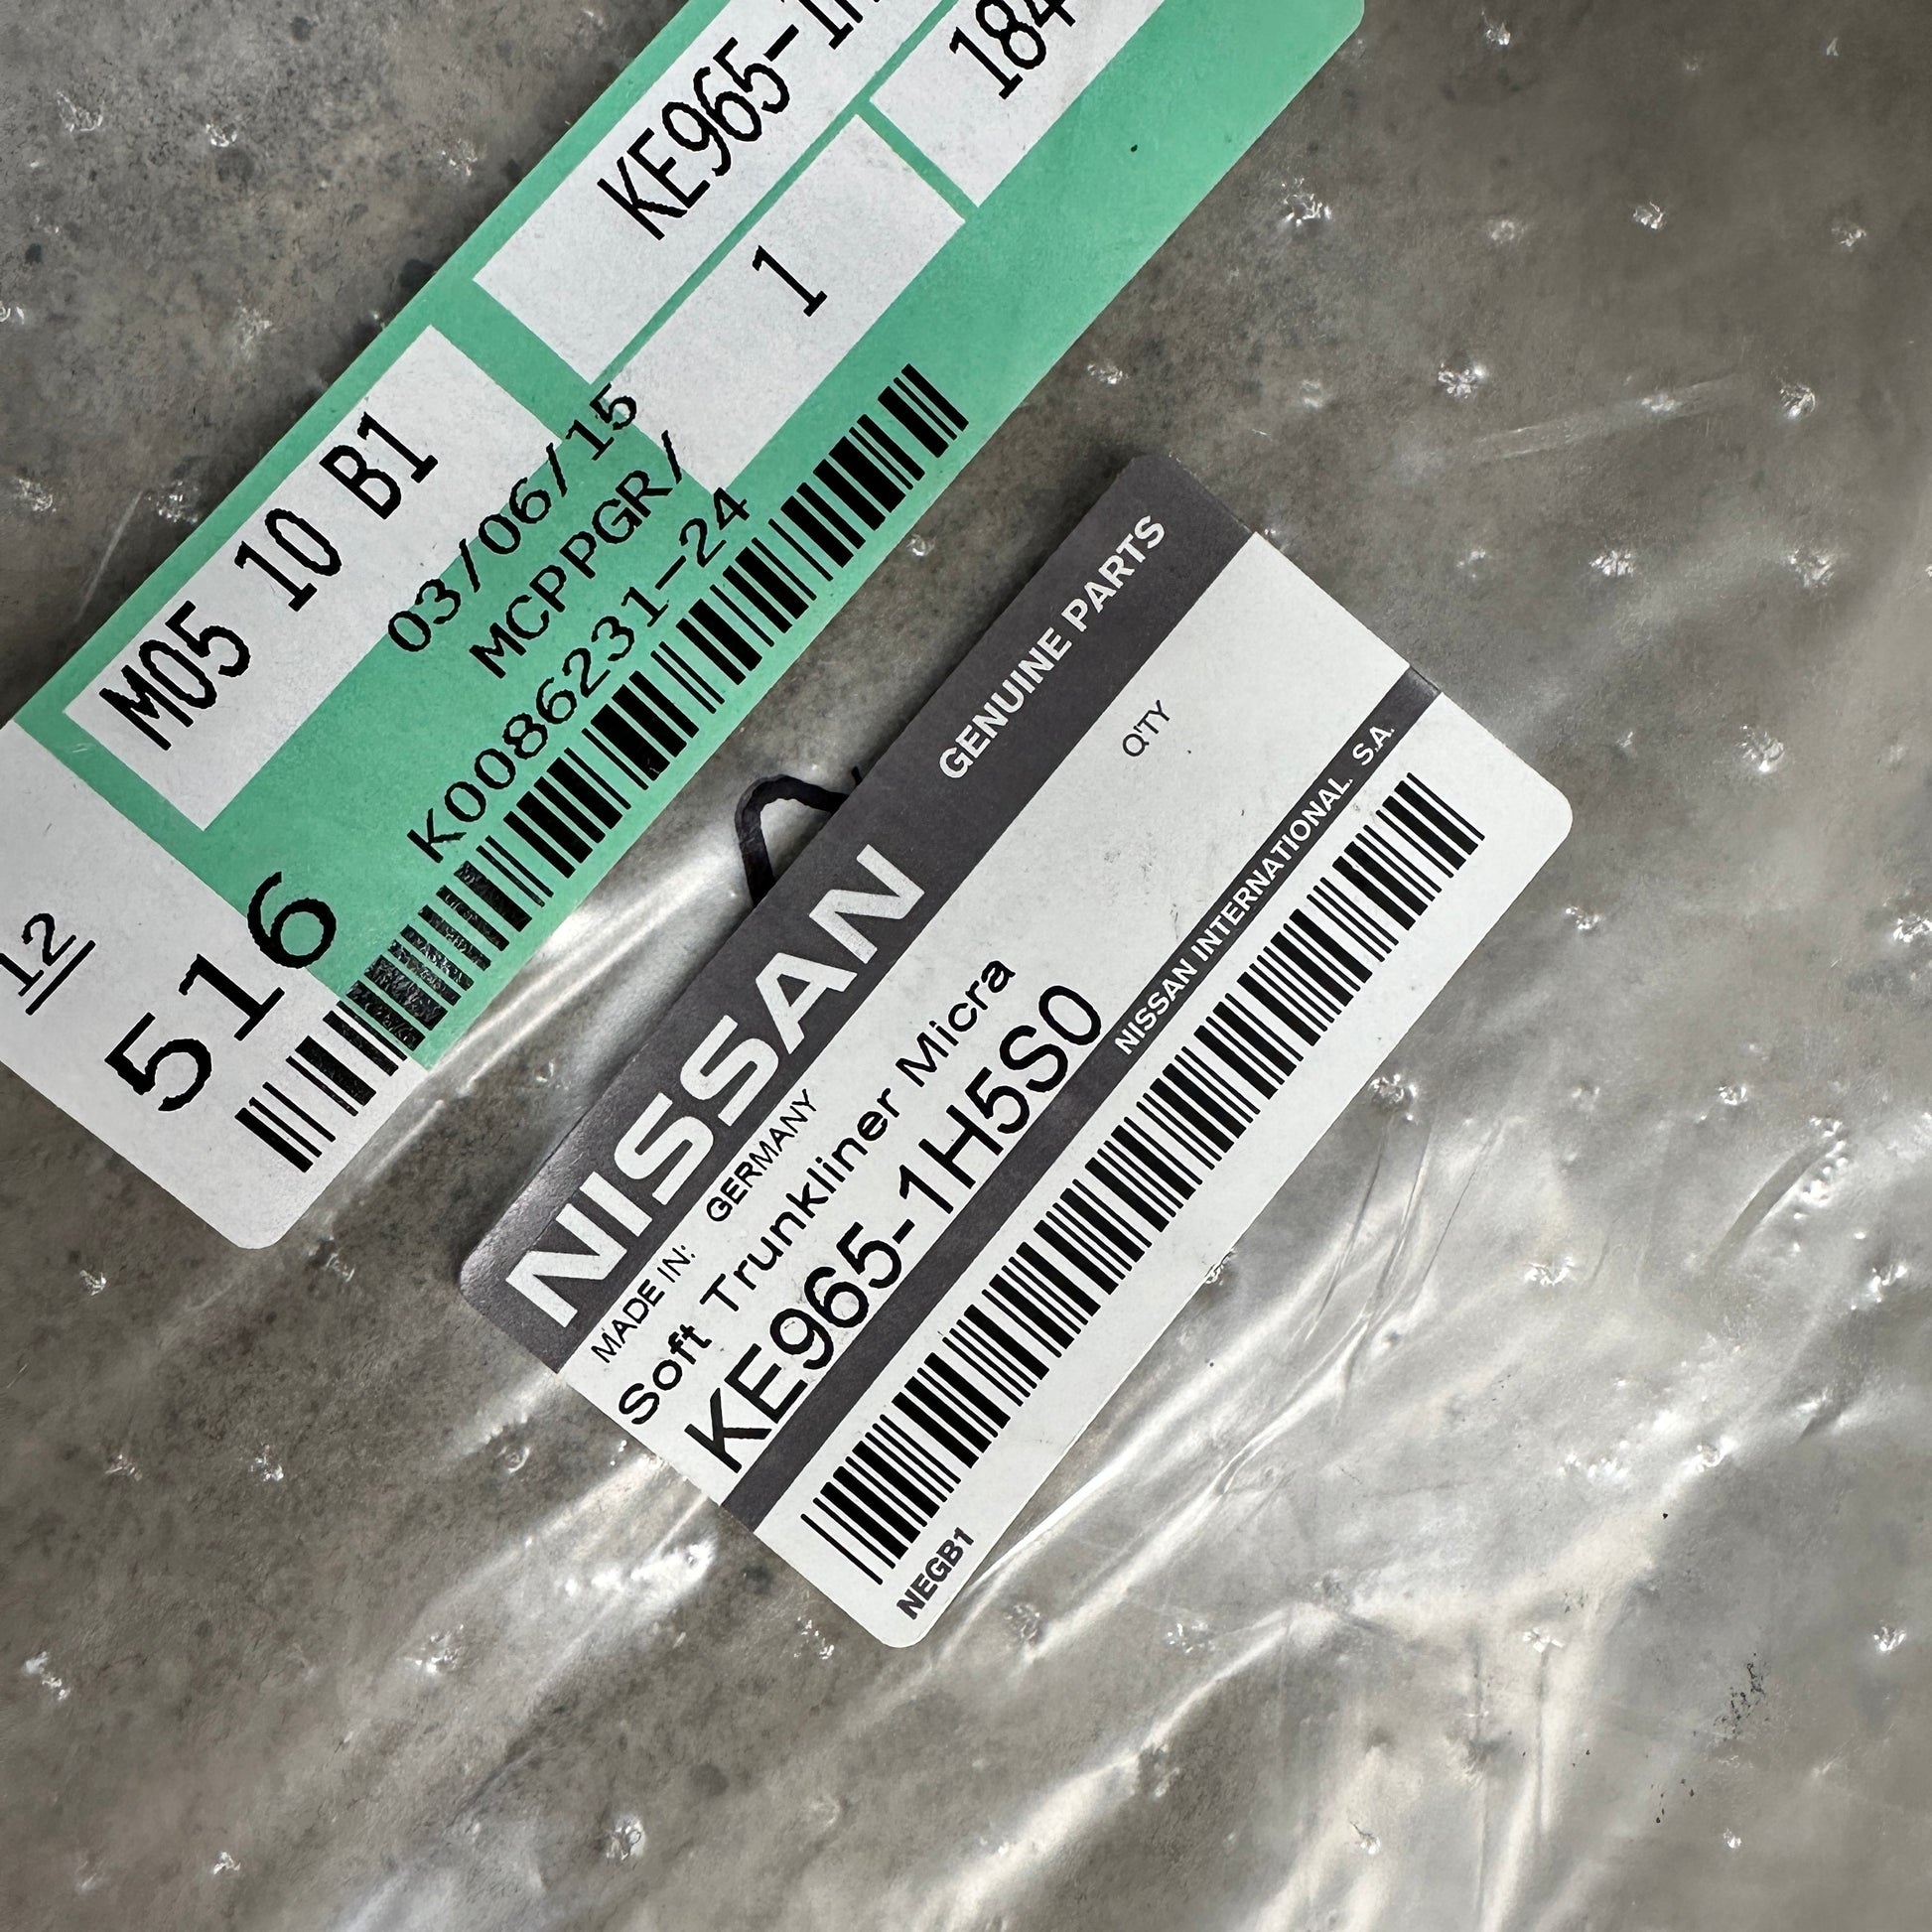 KE965-1H
184
1
M05 10 B1
03/06/15
MCPPGR/
K0086231-24
12
516
NISSAN GENUINE PARTS
MADE IN: GERMANY Q'TY
Soft Trunkliner Micra
KE965-1H5S0
NISSAN INTERNATIONAL S.A.
NEGB1